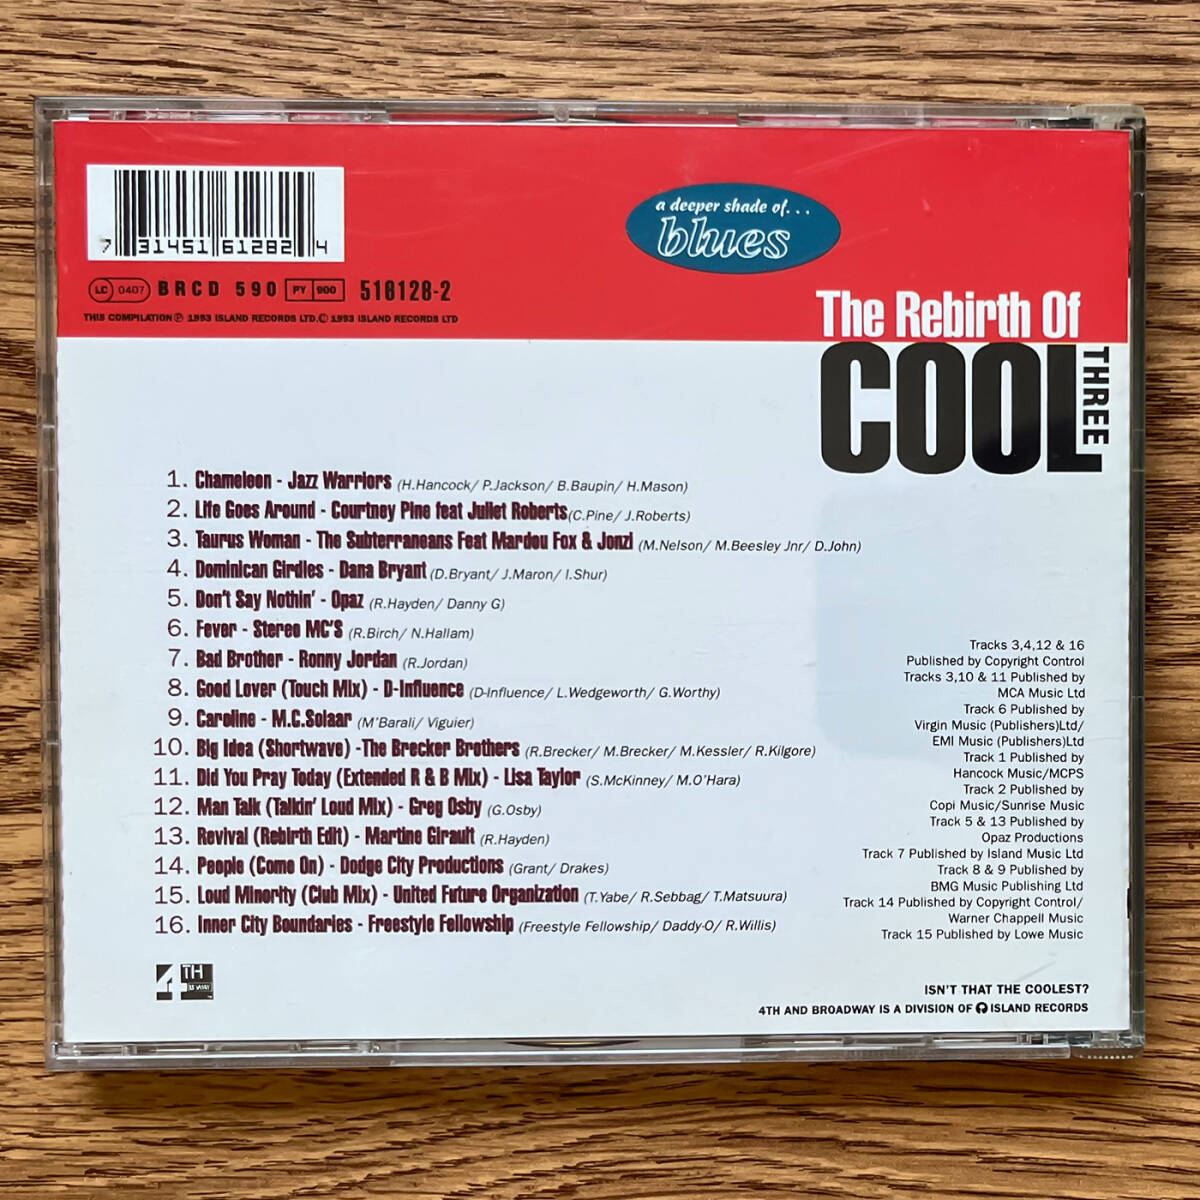 a deeper shade of...
blues
7 31451 61282 4
LC 0407 BRCD 590 PY 900 516128-2
THIS COMPILATION Ⓟ 1993 ISLAND RECORDS LTD.© 1993 ISLAND RECORDS LTD
The Rebirth Of
COOL
THREE
1. Chameleon - Jazz Warriors (H.Hancock/ P.Jackson/ B.Baupin/ H.Mason)
2. Life Goes Around - Courtney Pine feat Juliet Roberts (C.Pine/ J.Roberts)
3. Taurus Woman - The Subterraneans Feat Mardou Fox & Jonzi (M.Nelson/ M.Beesley Jnr/ D.John)
4. Dominican Girdles - Dana Bryant (D.Bryant/ J.Maron/ I.Shur)
5. Don't Say Nothin' - Opaz (R.Hayden/ Danny G)
6. Fever - Stereo MC'S (R.Birch/ N.Hallam)
7. Bad Brother - Ronny Jordan (R.Jordan)
8. Good Lover (Touch Mix) - D-Influence (D-Influence/ L.Wedgeworth/ G.Worthy)
9. Caroline - M.C.Solaar (M'Barali/ Viguier)
10. Big Idea (Shortwave) -The Brecker Brothers (R.Brecker/ M.Brecker/ M.Kessler/ R.Kilgore)
11. Did You Pray Today (Extended R & B Mix) - Lisa Taylor (S.McKinney/ M.O'Hara)
12. Man Talk (Talkin' Loud Mix) - Greg Osby (G.Osby)
13. Revival (Rebirth Edit) - Martine Girault (R.Hayden)
14. People (Come On) - Dodge City Productions (Grant/ Drakes)
15. Loud Minority (Club Mix) - United Future Organization (T.Yabe/ R.Sebbag/ T.Matsuura)
16. Inner City Boundaries - Freestyle Fellowship (Freestyle Fellowship/ Daddy-O/ R.Willis)
Tracks 3,4,12 & 16
Published by Copyright Control
Tracks 3,10 & 11 Published by
MCA Music Ltd
Track 6 Published by
Virgin Music (Publishers)Ltd/
EMI Music (Publishers)Ltd
Track 1 Published by
Hancock Music/MCPS
Track 2 Published by
Copi Music/Sunrise Music
Track 5 & 13 Published by
Opaz Productions
Track 7 Published by Island Music Ltd
Track 8 & 9 Published by
BMG Music Publishing Ltd
Track 14 Published by Copyright Control/
Warner Chappell Music
Track 15 Published by Lowe Music
4TH
B'WAY
ISN'T THAT THE COOLEST?
4TH AND BROADWAY IS A DIVISION OF ISLAND RECORDS